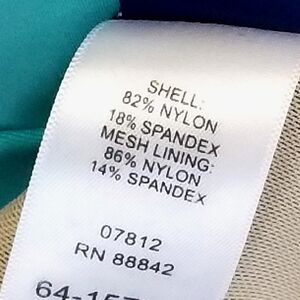 SHELL:
82% NYLON
18% SPANDEX
MESH LINING:
86% NYLON
14% SPANDEX
07812
RN 88842